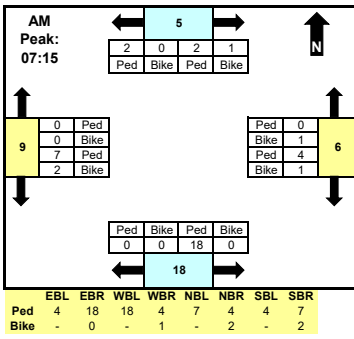 AM
Peak:
07:15
5
N
2 0 2 1
Ped Bike Ped Bike
9
0 Ped
0 Bike
7 Ped
2 Bike
Ped 0
Bike 1
Ped 4
Bike 1
6
Ped Bike Ped Bike
0 0 18 0
18
EBL EBR WBL WBR NBL NBR SBL SBR
Ped 4 18 18 4 7 4 4 7
Bike - 0 - 1 - 2 - 2